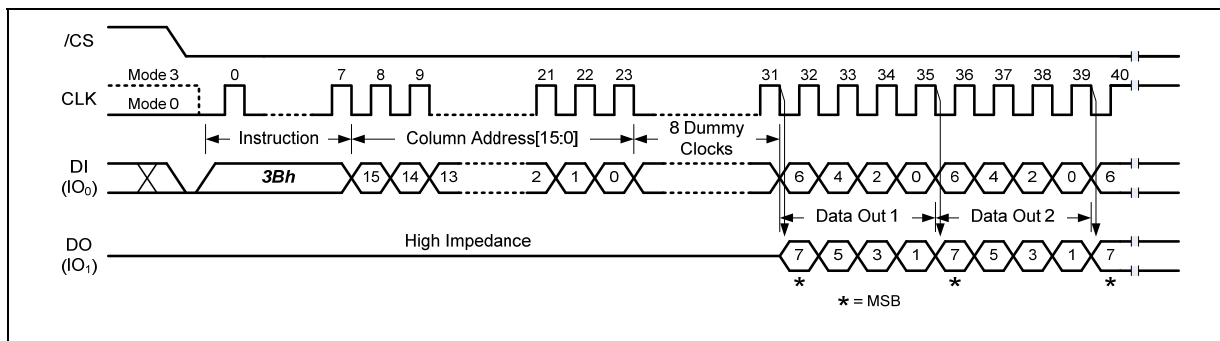 /CS
Mode 3 0 7 8 9 21 22 23 31 32 33 34 35 36 37 38 39 40
CLK Mode 0
Instruction Column Address[15:0] 8 Dummy Clocks
DI (IO0) 3Bh 15 14 13 2 1 0 6 4 2 0 6 4 2 0 6
Data Out 1 Data Out 2
DO (IO1) High Impedance 7 5 3 1 7 5 3 1 7
* * *
* = MSB